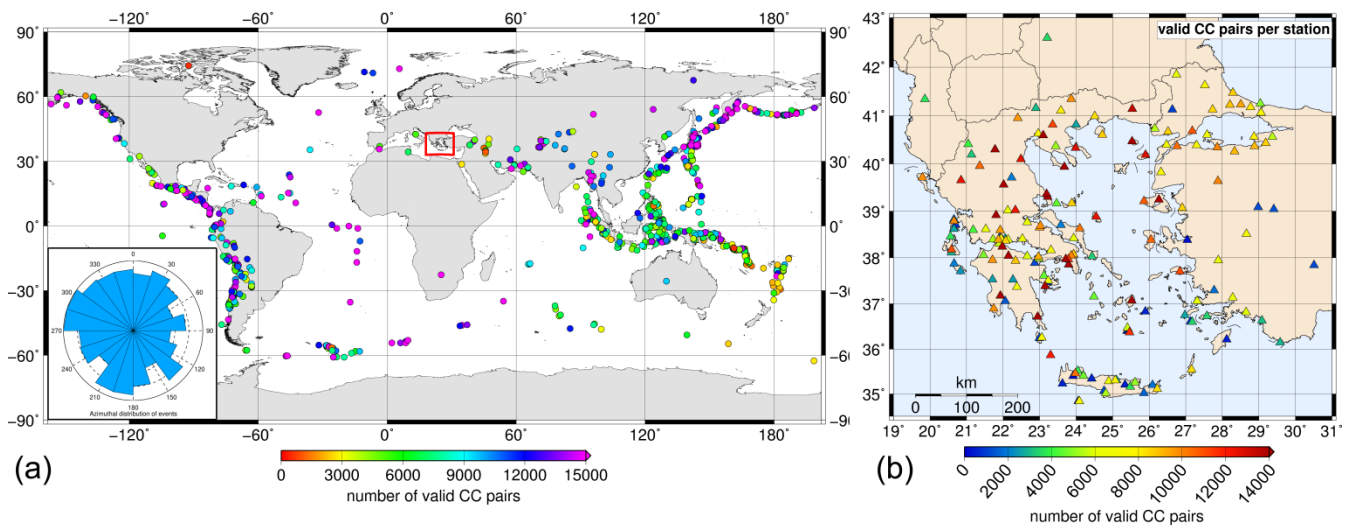 −120˚ −60˚ 0˚ 60˚ 120˚ 180˚
90˚ 90˚
60˚ 60˚
30˚ 30˚
0˚ 0˚
−30˚ −30˚
−60˚ −60˚
−90˚ −90˚
0
330 30
300 60
270 90
240 120
210 150
180
Azimuthal distribution of events
−120˚ −60˚ 0˚ 60˚ 120˚ 180˚
(a)
0 3000 6000 9000 12000 15000
number of valid CC pairs
valid CC pairs per station
43˚
42˚
41˚
40˚
39˚
38˚
37˚
36˚
35˚
km
0 100 200
19˚ 20˚ 21˚ 22˚ 23˚ 24˚ 25˚ 26˚ 27˚ 28˚ 29˚ 30˚ 31˚
(b)
0 2000 4000 6000 8000 10000 12000 14000
number of valid CC pairs